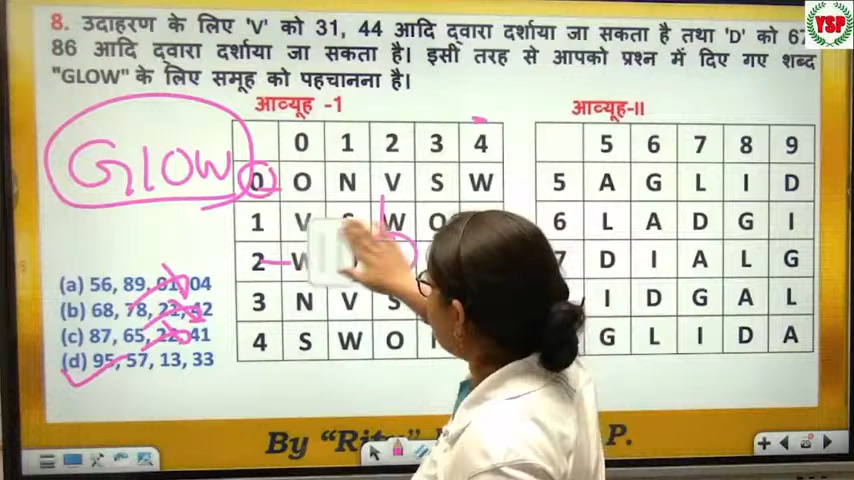 YSP
8. उदाहरण के लिए 'V' को 31, 44 आदि द्वारा दर्शाया जा सकता है तथा 'D' को 67
86 आदि द्वारा दर्शाया जा सकता है। इसी तरह से आपको प्रश्न में दिए गए शब्द
"GLOW" के लिए समूह को पहचानना है।
आव्यूह -1
आव्यूह-II
GLOW
0 1 2 3 4
0 O N V S W
1 V S W O
2 W
3 N V S
4 S W O
5 6 7 8 9
5 A G L I D
6 L A D G I
7 D I A L G
I D G A L
G L I D A
(a) 56, 89, 01, 04
(b) 68, 78, 21, 42
(c) 87, 65, 22, 41
(d) 95, 57, 13, 33
By P.